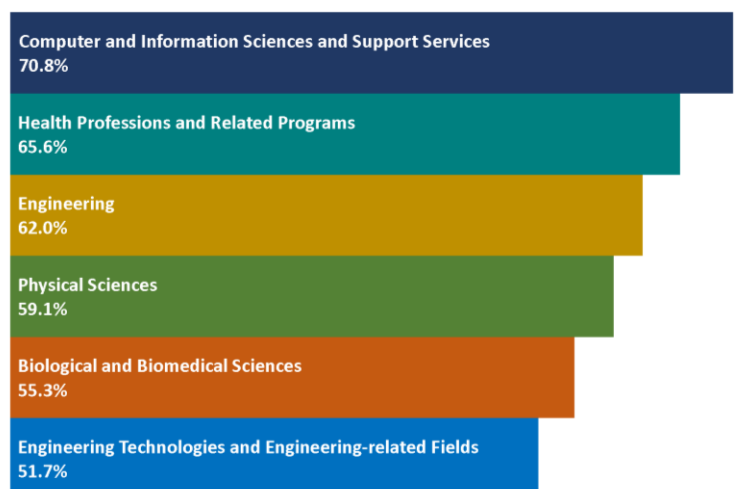 Computer and Information Sciences and Support Services
70.8%
Health Professions and Related Programs
65.6%
Engineering
62.0%
Physical Sciences
59.1%
Biological and Biomedical Sciences
55.3%
Engineering Technologies and Engineering-related Fields
51.7%